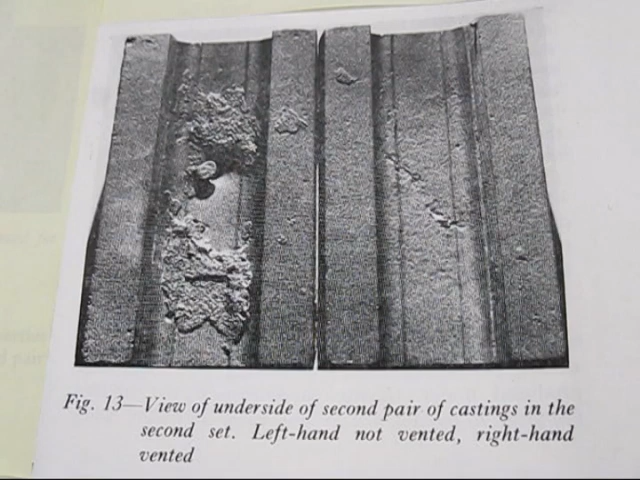 Fig. 13—View of underside of second pair of castings in the
second set. Left-hand not vented, right-hand
vented